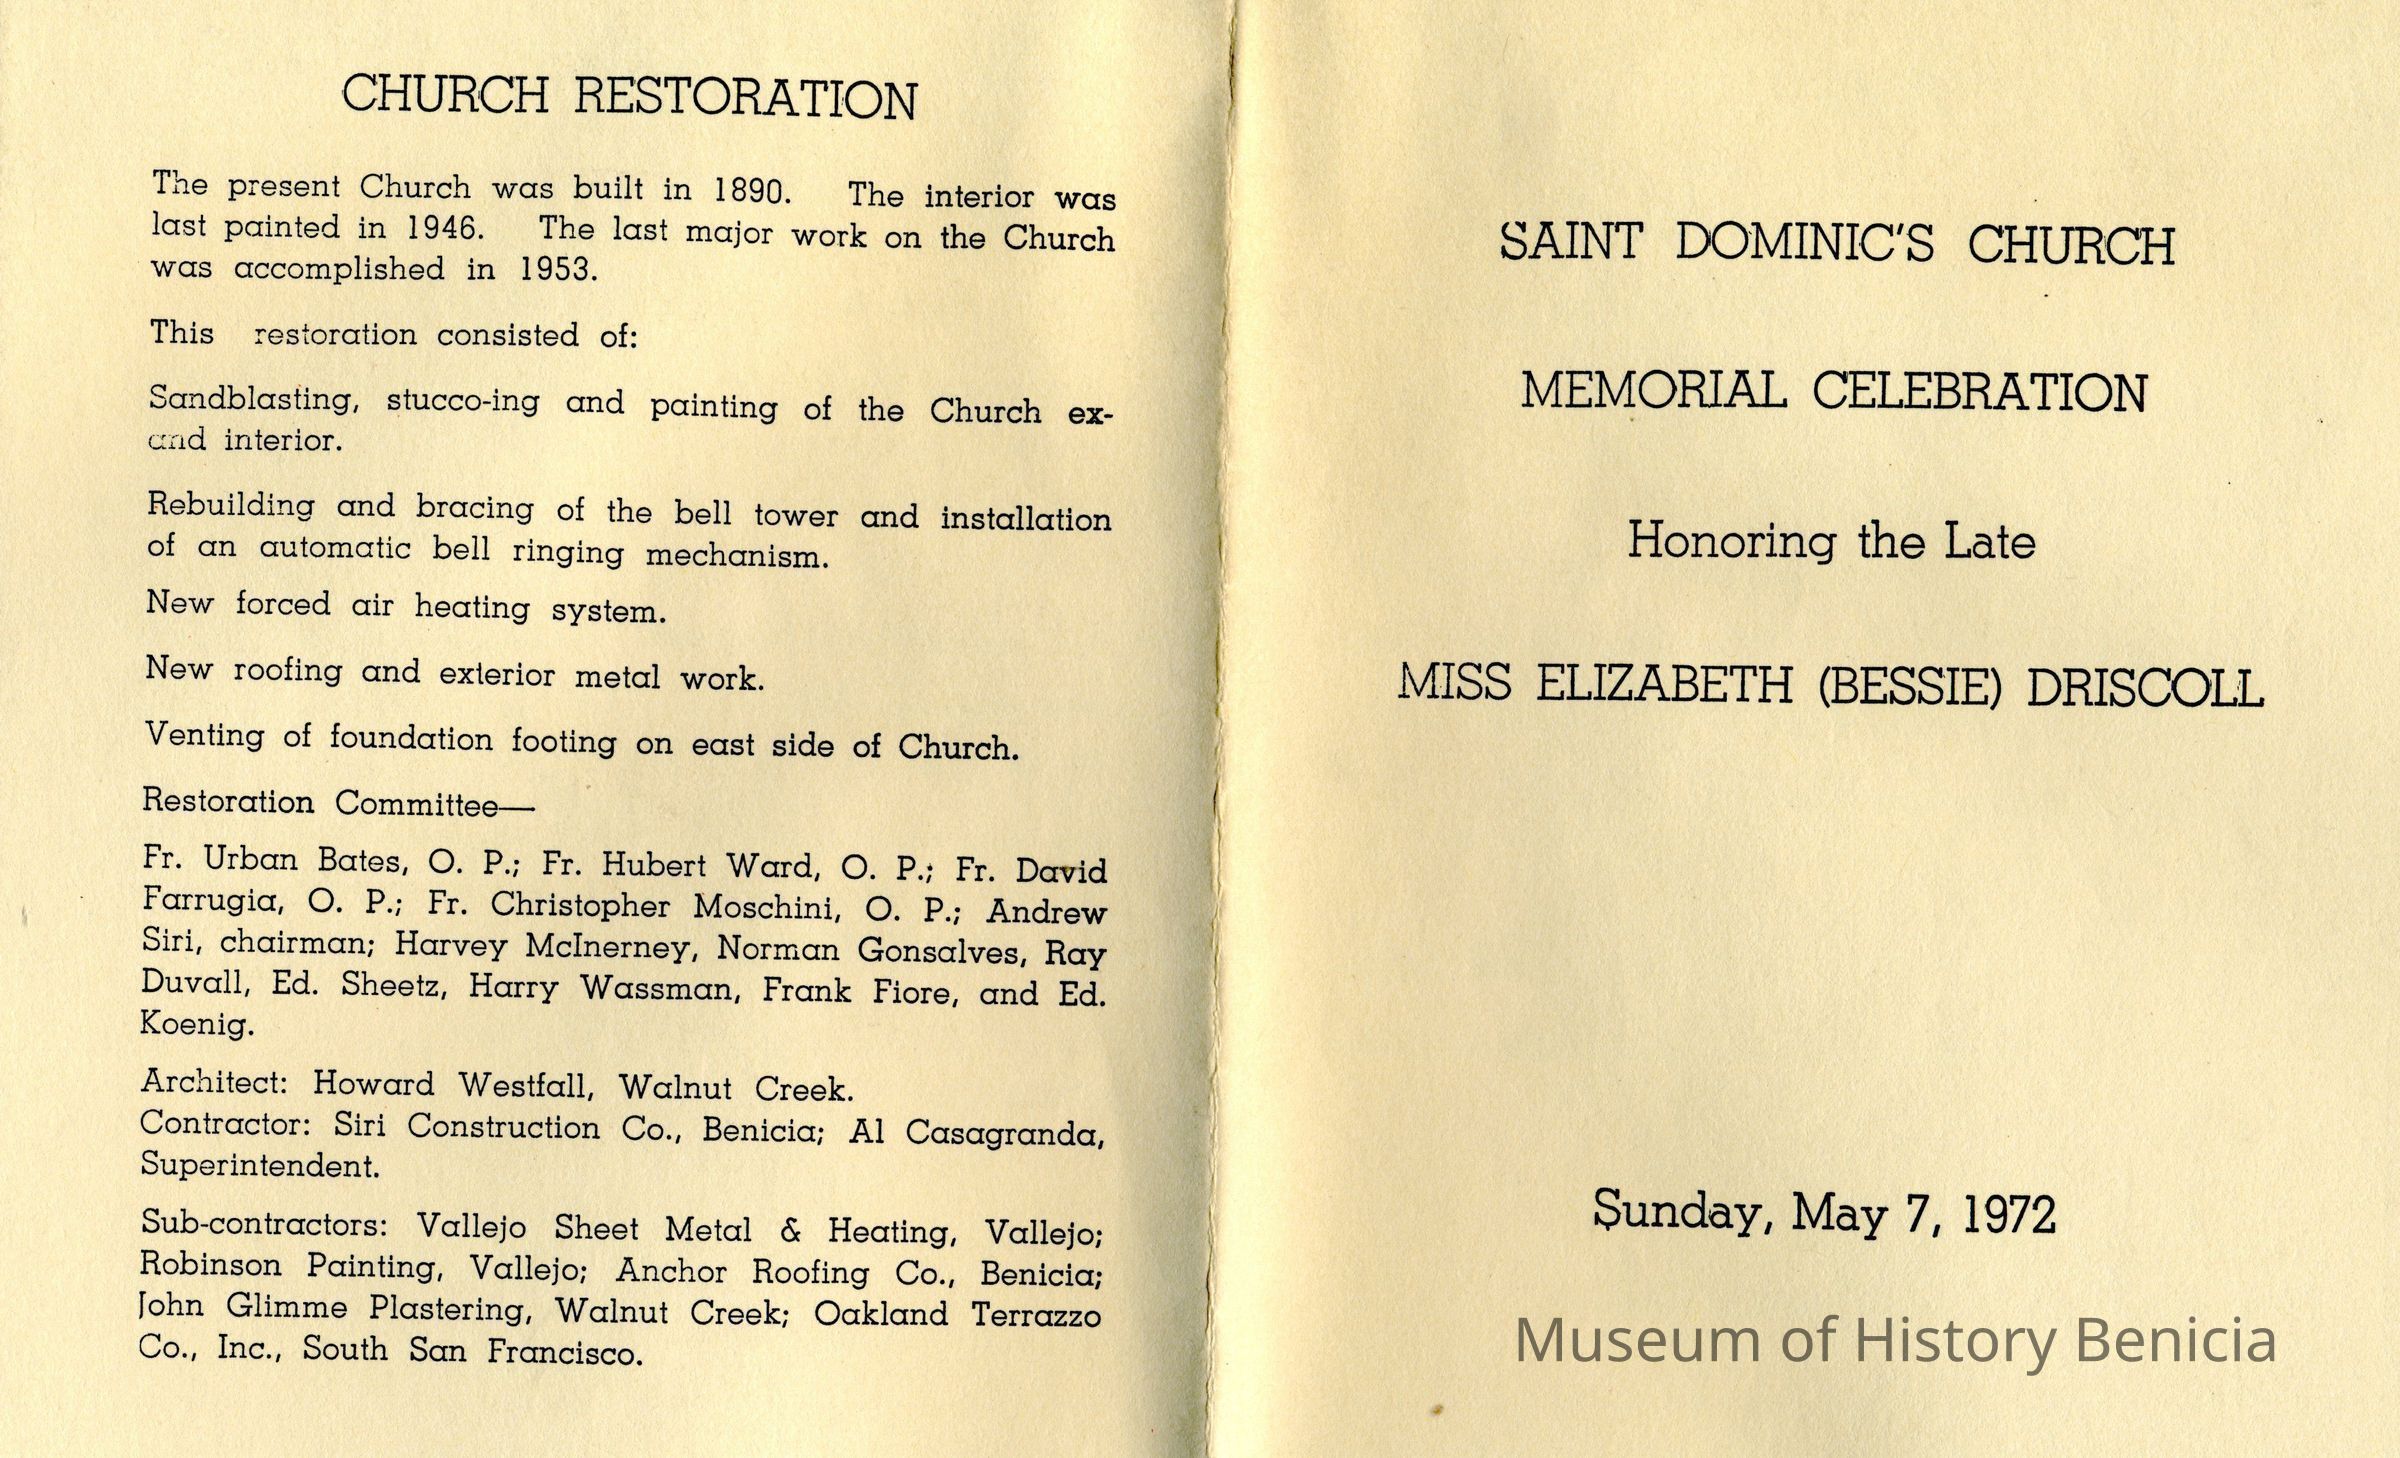 CHURCH RESTORATION
The present Church was built in 1890. The interior was
last painted in 1946. The last major work on the Church
was accomplished in 1953.
This restoration consisted of:
Sandblasting, stucco-ing and painting of the Church ex-
and interior.
Rebuilding and bracing of the bell tower and installation
of an automatic bell ringing mechanism.
New forced air heating system.
New roofing and exterior metal work.
Venting of foundation footing on east side of Church.
Restoration Committee—
Fr. Urban Bates, O. P.; Fr. Hubert Ward, O. P.; Fr. David
Farrugia, O. P.; Fr. Christopher Moschini, O. P.; Andrew
Siri, chairman; Harvey McInerney, Norman Gonsalves, Ray
Duvall, Ed. Sheetz, Harry Wassman, Frank Fiore, and Ed.
Koenig.
Architect: Howard Westfall, Walnut Creek.
Contractor: Siri Construction Co., Benicia; Al Casagranda,
Superintendent.
Sub-contractors: Vallejo Sheet Metal & Heating, Vallejo;
Robinson Painting, Vallejo; Anchor Roofing Co., Benicia;
John Glimme Plastering, Walnut Creek; Oakland Terrazzo
Co., Inc., South San Francisco.
SAINT DOMINIC'S CHURCH
MEMORIAL CELEBRATION
Honoring the Late
MISS ELIZABETH (BESSIE) DRISCOLL
Sunday, May 7, 1972
Museum of History Benicia